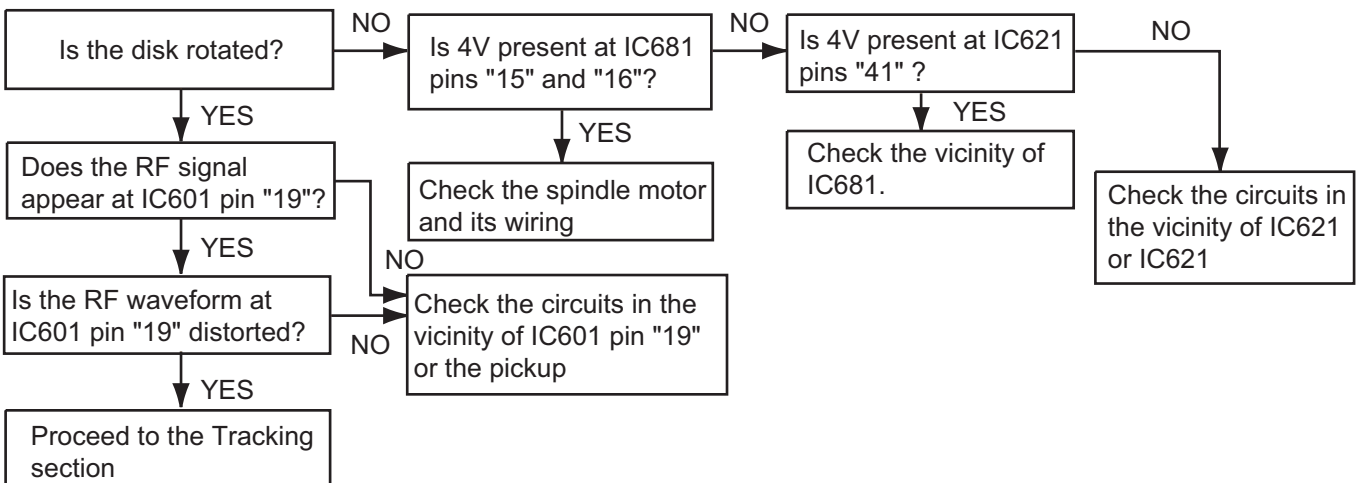 Is the disk rotated?
NO
Is 4V present at IC681
pins "15" and "16"?
NO
Is 4V present at IC621
pins "41" ?
NO
YES
YES
YES
Does the RF signal
appear at IC601 pin "19"?
Check the spindle motor
and its wiring
Check the vicinity of
IC681.
Check the circuits in
the vicinity of IC621
or IC621
YES
NO
Is the RF waveform at
IC601 pin "19" distorted?
NO
Check the circuits in the
vicinity of IC601 pin "19"
or the pickup
YES
Proceed to the Tracking
section